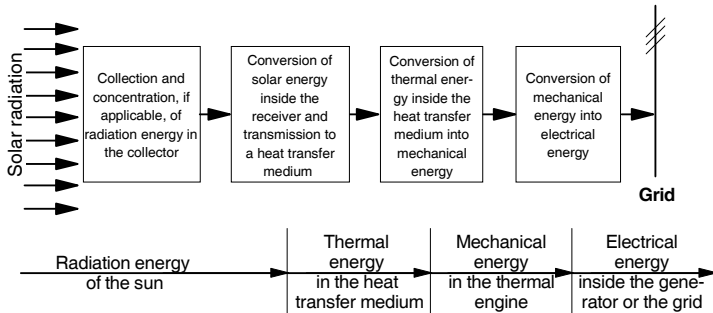 Solar radiation
Collection and
concentration, if
applicable, of
radiation energy in
the collector
Conversion of
solar energy
inside the
receiver and
transmission to
a heat transfer
medium
Conversion of
thermal ener-
gy inside the
heat transfer
medium into
mechanical
energy
Conversion of
mechanical
energy into
electrical
energy
Grid
Radiation energy
of the sun
Thermal
energy
in the heat
transfer medium
Mechanical
energy
in the thermal
engine
Electrical
energy
inside the gene-
rator or the grid